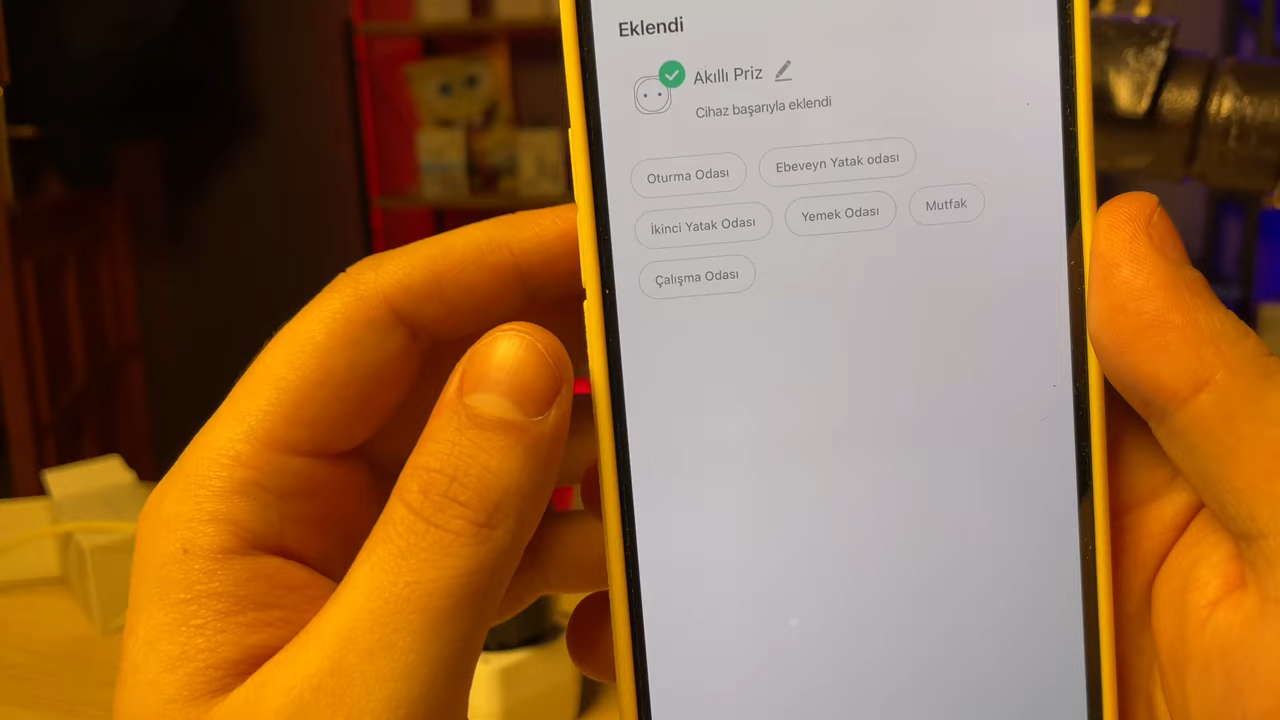 Eklendi
Akıllı Priz
Cihaz başarıyla eklendi
Oturma Odası
Ebeveyn Yatak odası
İkinci Yatak Odası
Yemek Odası
Mutfak
Çalışma Odası